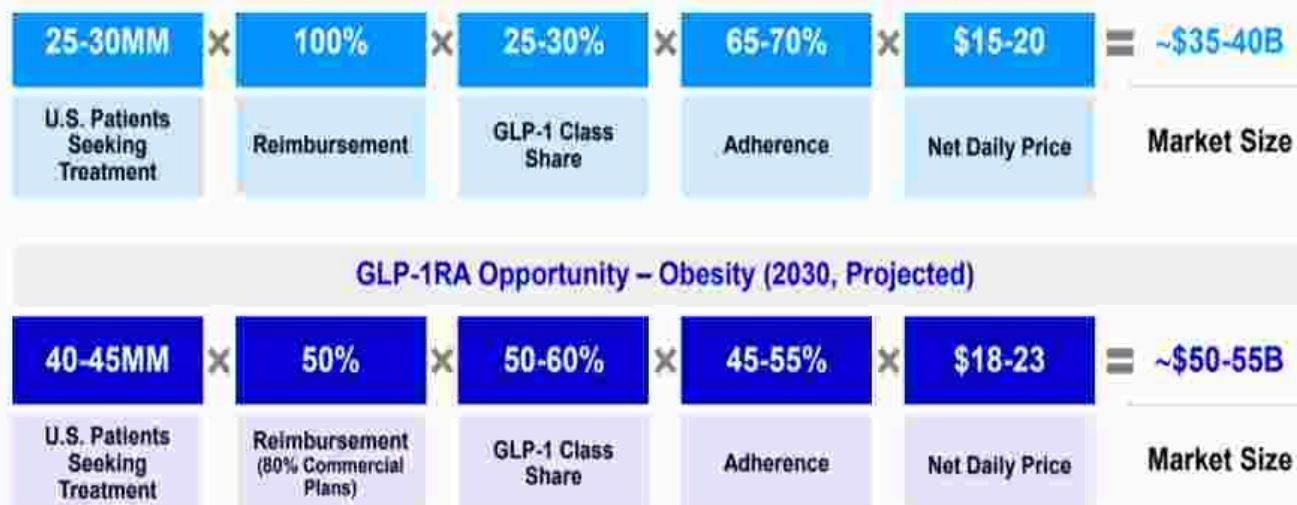 25-30MM × 100% × 25-30% × 65-70% × $15-20 = ~$35-40B
U.S. Patients
Seeking
Treatment
Reimbursement
GLP-1 Class
Share
Adherence
Net Daily Price
Market Size
GLP-1RA Opportunity – Obesity (2030, Projected)
40-45MM × 50% × 50-60% × 45-55% × $18-23 = ~$50-55B
U.S. Patients
Seeking
Treatment
Reimbursement
(80% Commercial
Plans)
GLP-1 Class
Share
Adherence
Net Daily Price
Market Size